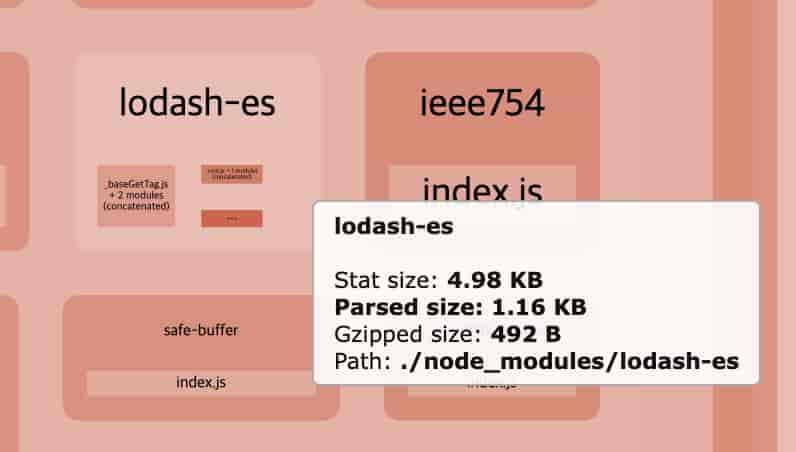 lodash-es
ieee754
_baseGetTag.js
+ 2 modules
(concatenated)
(concatenated)
index.js
lodash-es
Stat size: 4.98 KB
Parsed size: 1.16 KB
Gzipped size: 492 B
Path: ./node_modules/lodash-es
safe-buffer
index.js
index.js